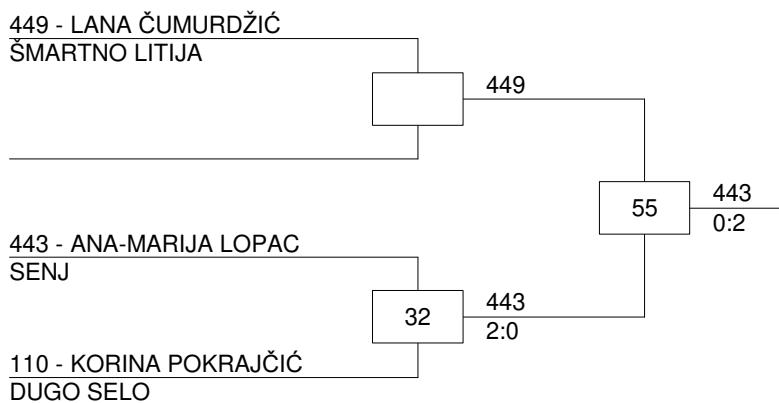 449 - LANA ČUMURDŽIĆ
ŠMARTNO LITIJA
449
443
55
0:2
443 - ANA-MARIJA LOPAC
SENJ
443
32
2:0
110 - KORINA POKRAJČIĆ
DUGO SELO